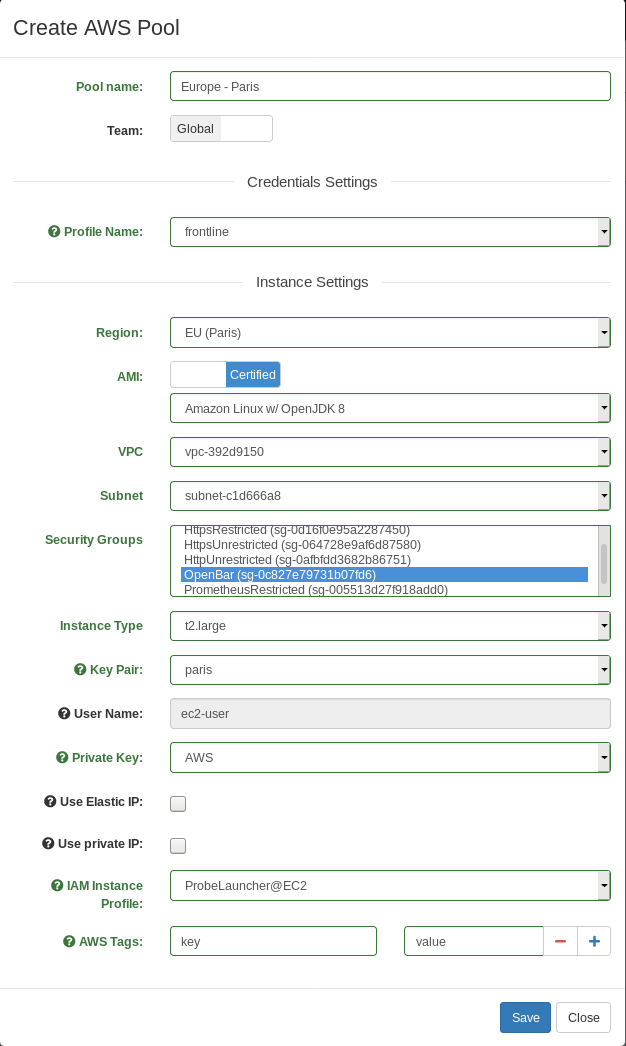 Create AWS Pool
Pool name: Europe - Paris
Team: Global
Credentials Settings
Profile Name: frontline
Instance Settings
Region: EU (Paris)
AMI: Certified
Amazon Linux w/ OpenJDK 8
VPC vpc-392d9150
Subnet subnet-c1d666a8
HttpsRestricted (sg-0d16f0e95a2287450)
Security Groups HttpsUnrestricted (sg-064728e9af6d87580)
HttpUnrestricted (sg-0afbfdd3682b86751)
OpenBar (sg-0c827e79731b07fd6)
PrometheusRestricted (sg-005513d27f918add0)
Instance Type t2.large
Key Pair: paris
User Name: ec2-user
Private Key: AWS
Use Elastic IP:
Use private IP:
IAM Instance ProbeLauncher@EC2
Profile:
AWS Tags: key value
Save Close